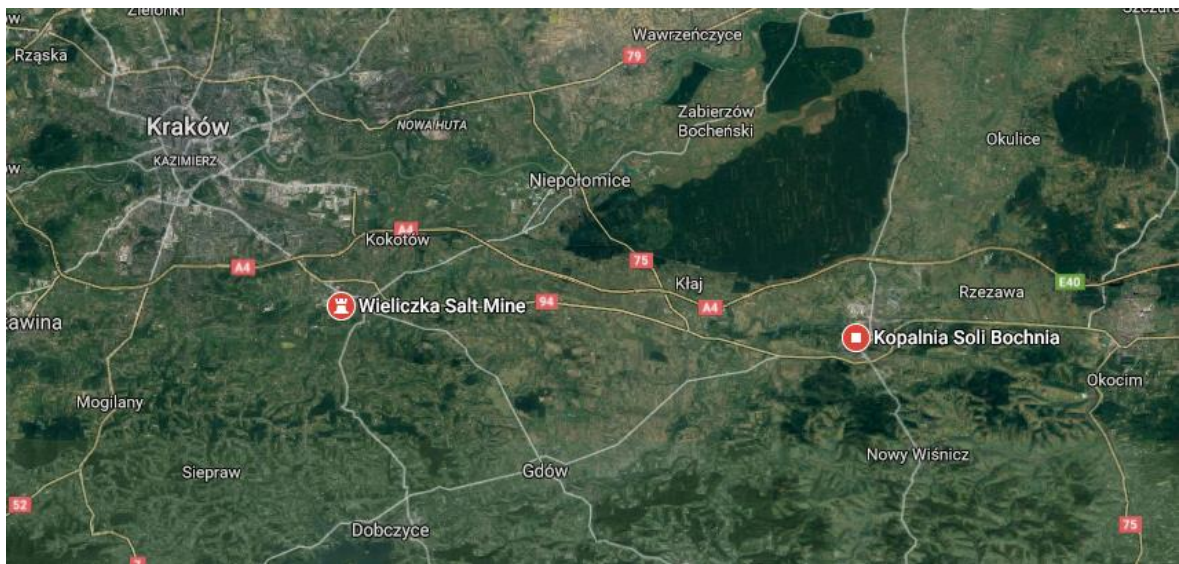 Zielonki
Wawrzeńczyce
Rząska
79
Kraków
Zabierzów
Bocheński
NOWA HUTA
Okulice
KAZIMIERZ
Niepołomice
A4
Kokotów
75
A4
Kłaj
E40
Rzezawa
Wieliczka Salt Mine
94
A4
Kopalnia Soli Bochnia
Okocim
Mogilany
Nowy Wiśnicz
Siepraw
Gdów
52
75
Dobczyce
7